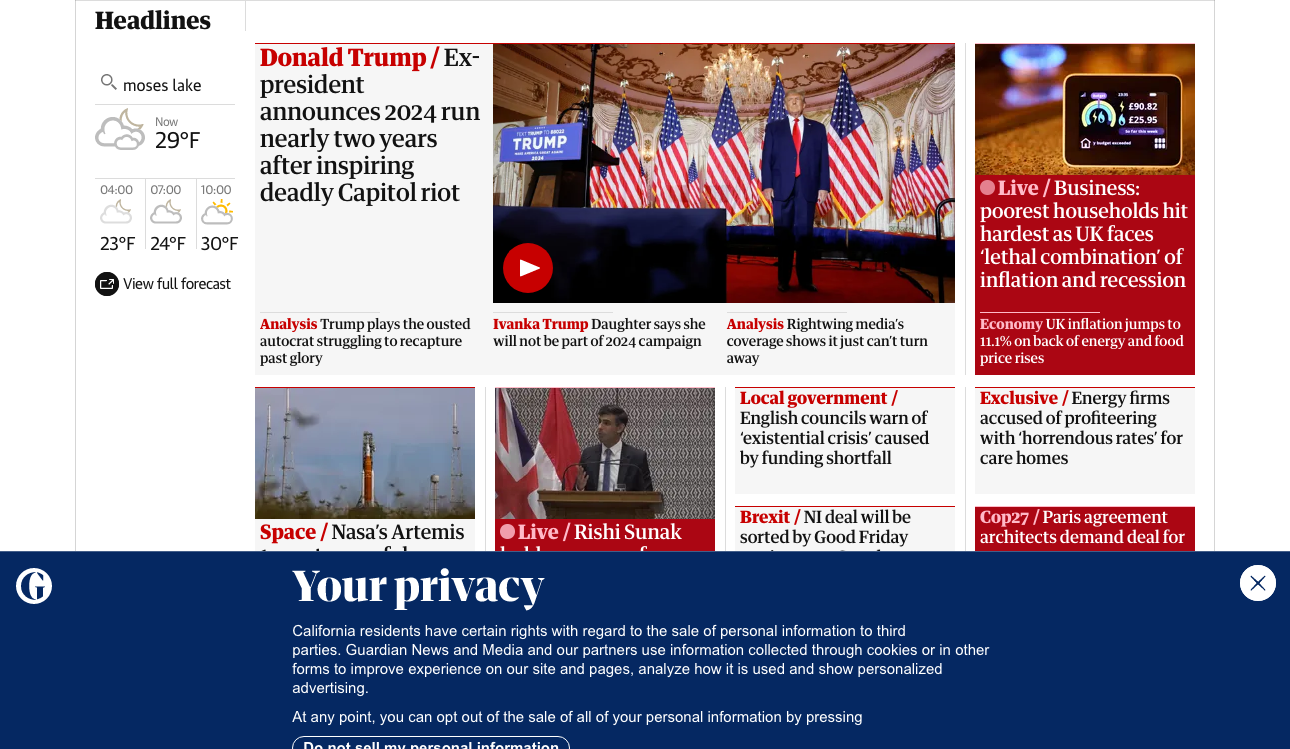 Headlines
moses lake
Now
29°F
04:00
07:00
10:00
23°F
24°F
30°F
View full forecast
Donald Trump / Ex-
president
announces 2024 run
nearly two years
after inspiring
deadly Capitol riot
TEXT TRUMP TO 88022
TRUMP
MAKE AMERICA GREAT AGAIN!
2024
Analysis Trump plays the ousted
autocrat struggling to recapture
past glory
Ivanka Trump Daughter says she
will not be part of 2024 campaign
Analysis Rightwing media's
coverage shows it just can't turn
away
£90.82
£25.95
So far this week
budget exceeded
Live / Business:
poorest households hit
hardest as UK faces
'lethal combination' of
inflation and recession
Economy UK inflation jumps to
11.1% on back of energy and food
price rises
Space / Nasa's Artemis
Live / Rishi Sunak
Local government /
English councils warn of
'existential crisis' caused
by funding shortfall
Brexit / NI deal will be
sorted by Good Friday
Exclusive / Energy firms
accused of profiteering
with 'horrendous rates' for
care homes
Cop27 / Paris agreement
architects demand deal for
Your privacy
California residents have certain rights with regard to the sale of personal information to third
parties. Guardian News and Media and our partners use information collected through cookies or in other
forms to improve experience on our site and pages, analyze how it is used and show personalized
advertising.
At any point, you can opt out of the sale of all of your personal information by pressing
Do not sell my personal information